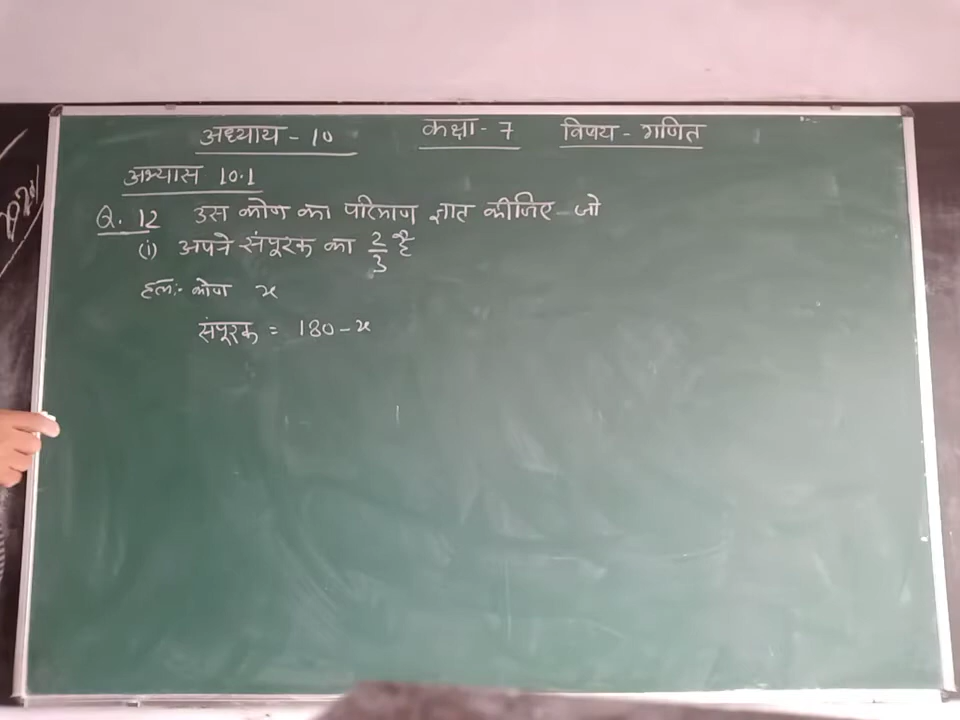 अध्याय - 10 कक्षा - 7 विषय - गणित
अभ्यास 10.1
Q. 12 उस कोण का परिमाण ज्ञात कीजिए जो
(i) अपने संपूरक का 2/3 है
हलः- कोण x
संपूरक = 180 - x